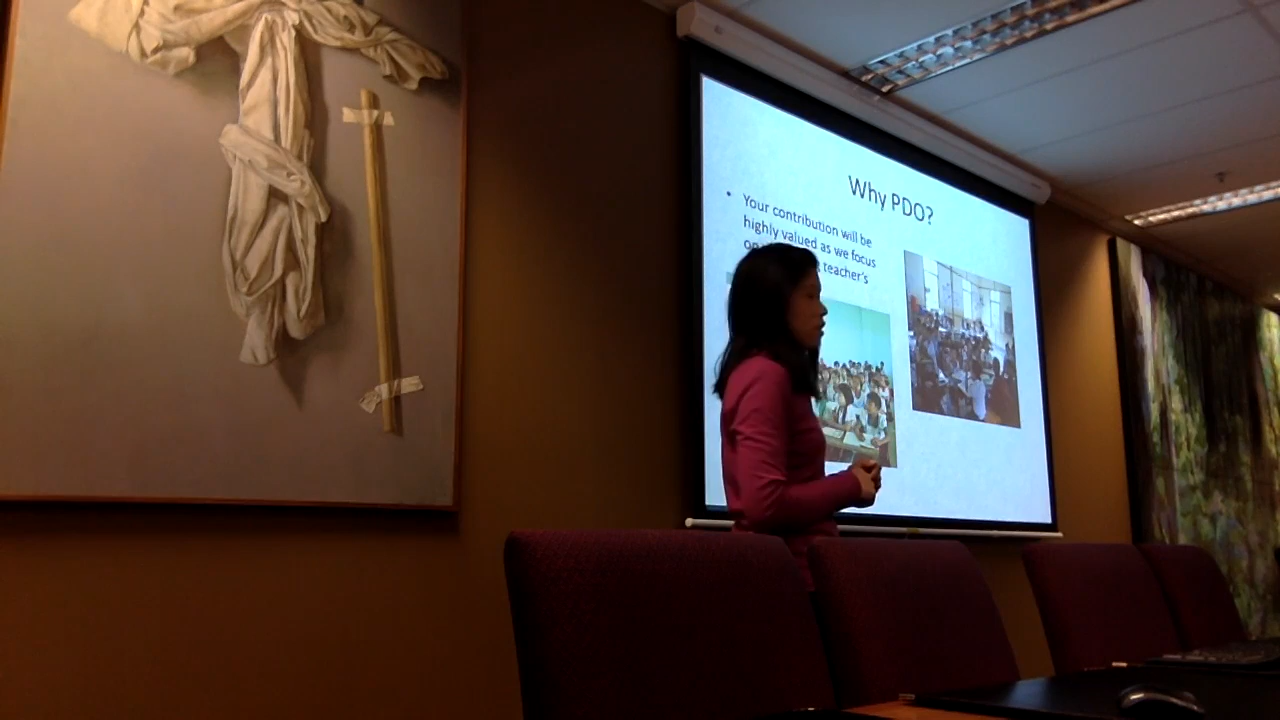 Why PDO?
• Your contribution will be
highly valued as we focus
teacher's